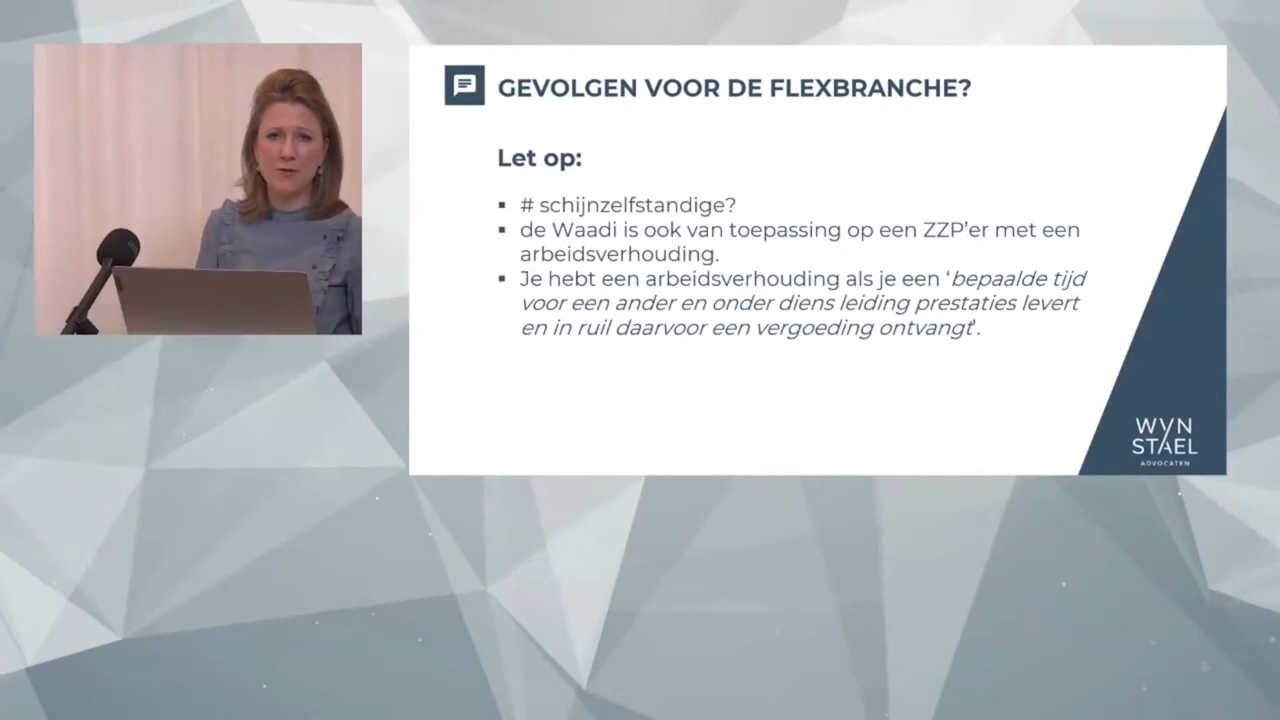 GEVOLGEN VOOR DE FLEXBRANCHE?
Let op:
▪ # schijnzelfstandige?
▪ de Waadi is ook van toepassing op een ZZP'er met een
arbeidsverhouding.
▪ Je hebt een arbeidsverhouding als je een 'bepaalde tijd
voor een ander en onder diens leiding prestaties levert
en in ruil daarvoor een vergoeding ontvangt'.
WYN
STAEL
ADVOCATEN